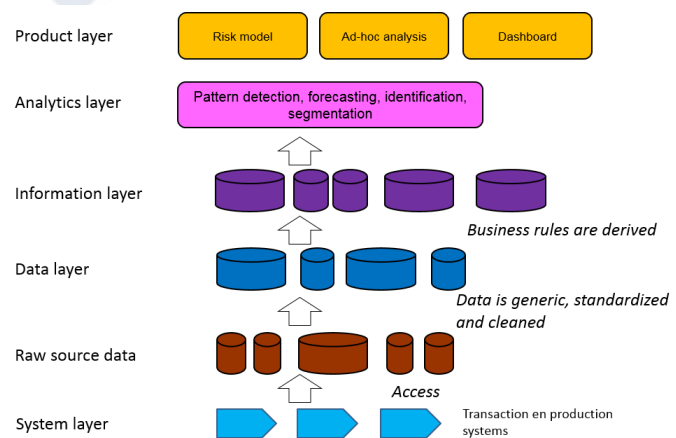 Product layer
Risk model
Ad-hoc analysis
Dashboard
Analytics layer
Pattern detection, forecasting, identification,
segmentation
Information layer
Business rules are derived
Data layer
Data is generic, standardized
and cleaned
Raw source data
Access
System layer
Transaction en production
systems